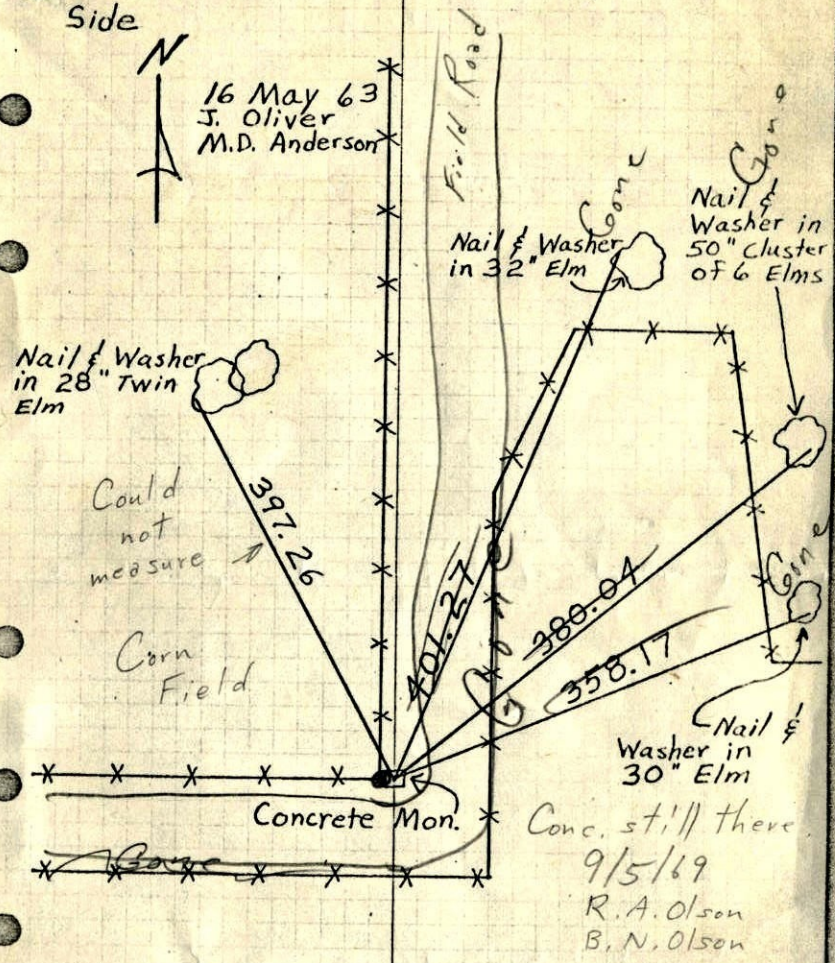 Side
N
16 May 63
J. Oliver
M.D. Anderson
Field Road
Gone
Gone
Nail & Washer
in 32" Elm
Nail &
Washer in
50" Cluster
of 6 Elms
Nail & Washer
in 28" Twin
Elm
397.26
Could
not
measure
Corn
Field
401.27
Gone
380.04
358.17
Gone
Nail &
Washer in
30" Elm
Concrete Mon.
Gone
Conc. still there
9/5/69
R.A. Olson
B.N. Olson